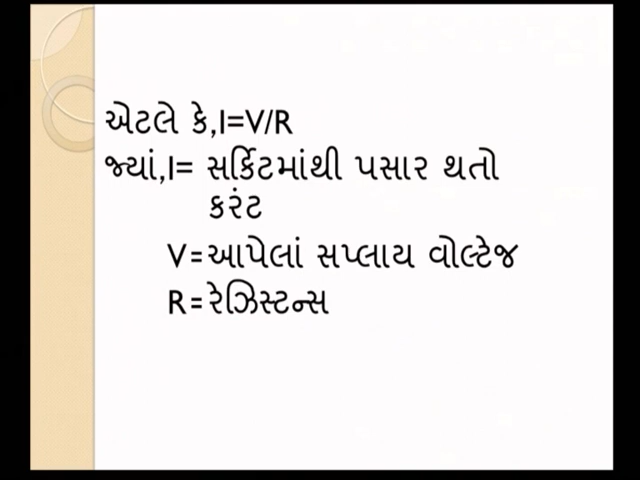 એટલે કે,I=V/R
જ્યાં,I= સર્કિટમાંથી પસાર થતો
કરંટ
V=આપેલાં સપ્લાય વોલ્ટેજ
R=રેઝિસ્ટન્સ